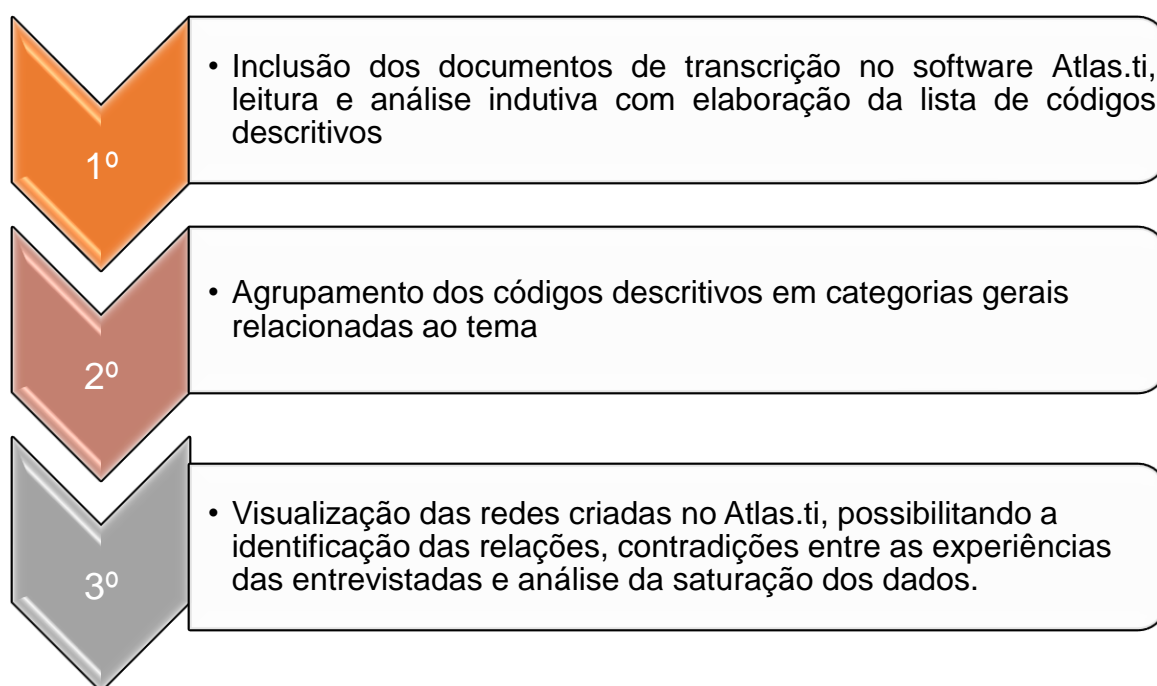 1º
• Inclusão dos documentos de transcrição no software Atlas.ti,
leitura e análise indutiva com elaboração da lista de códigos
descritivos
2º
• Agrupamento dos códigos descritivos em categorias gerais
relacionadas ao tema
3º
• Visualização das redes criadas no Atlas.ti, possibilitando a
identificação das relações, contradições entre as experiências
das entrevistadas e análise da saturação dos dados.